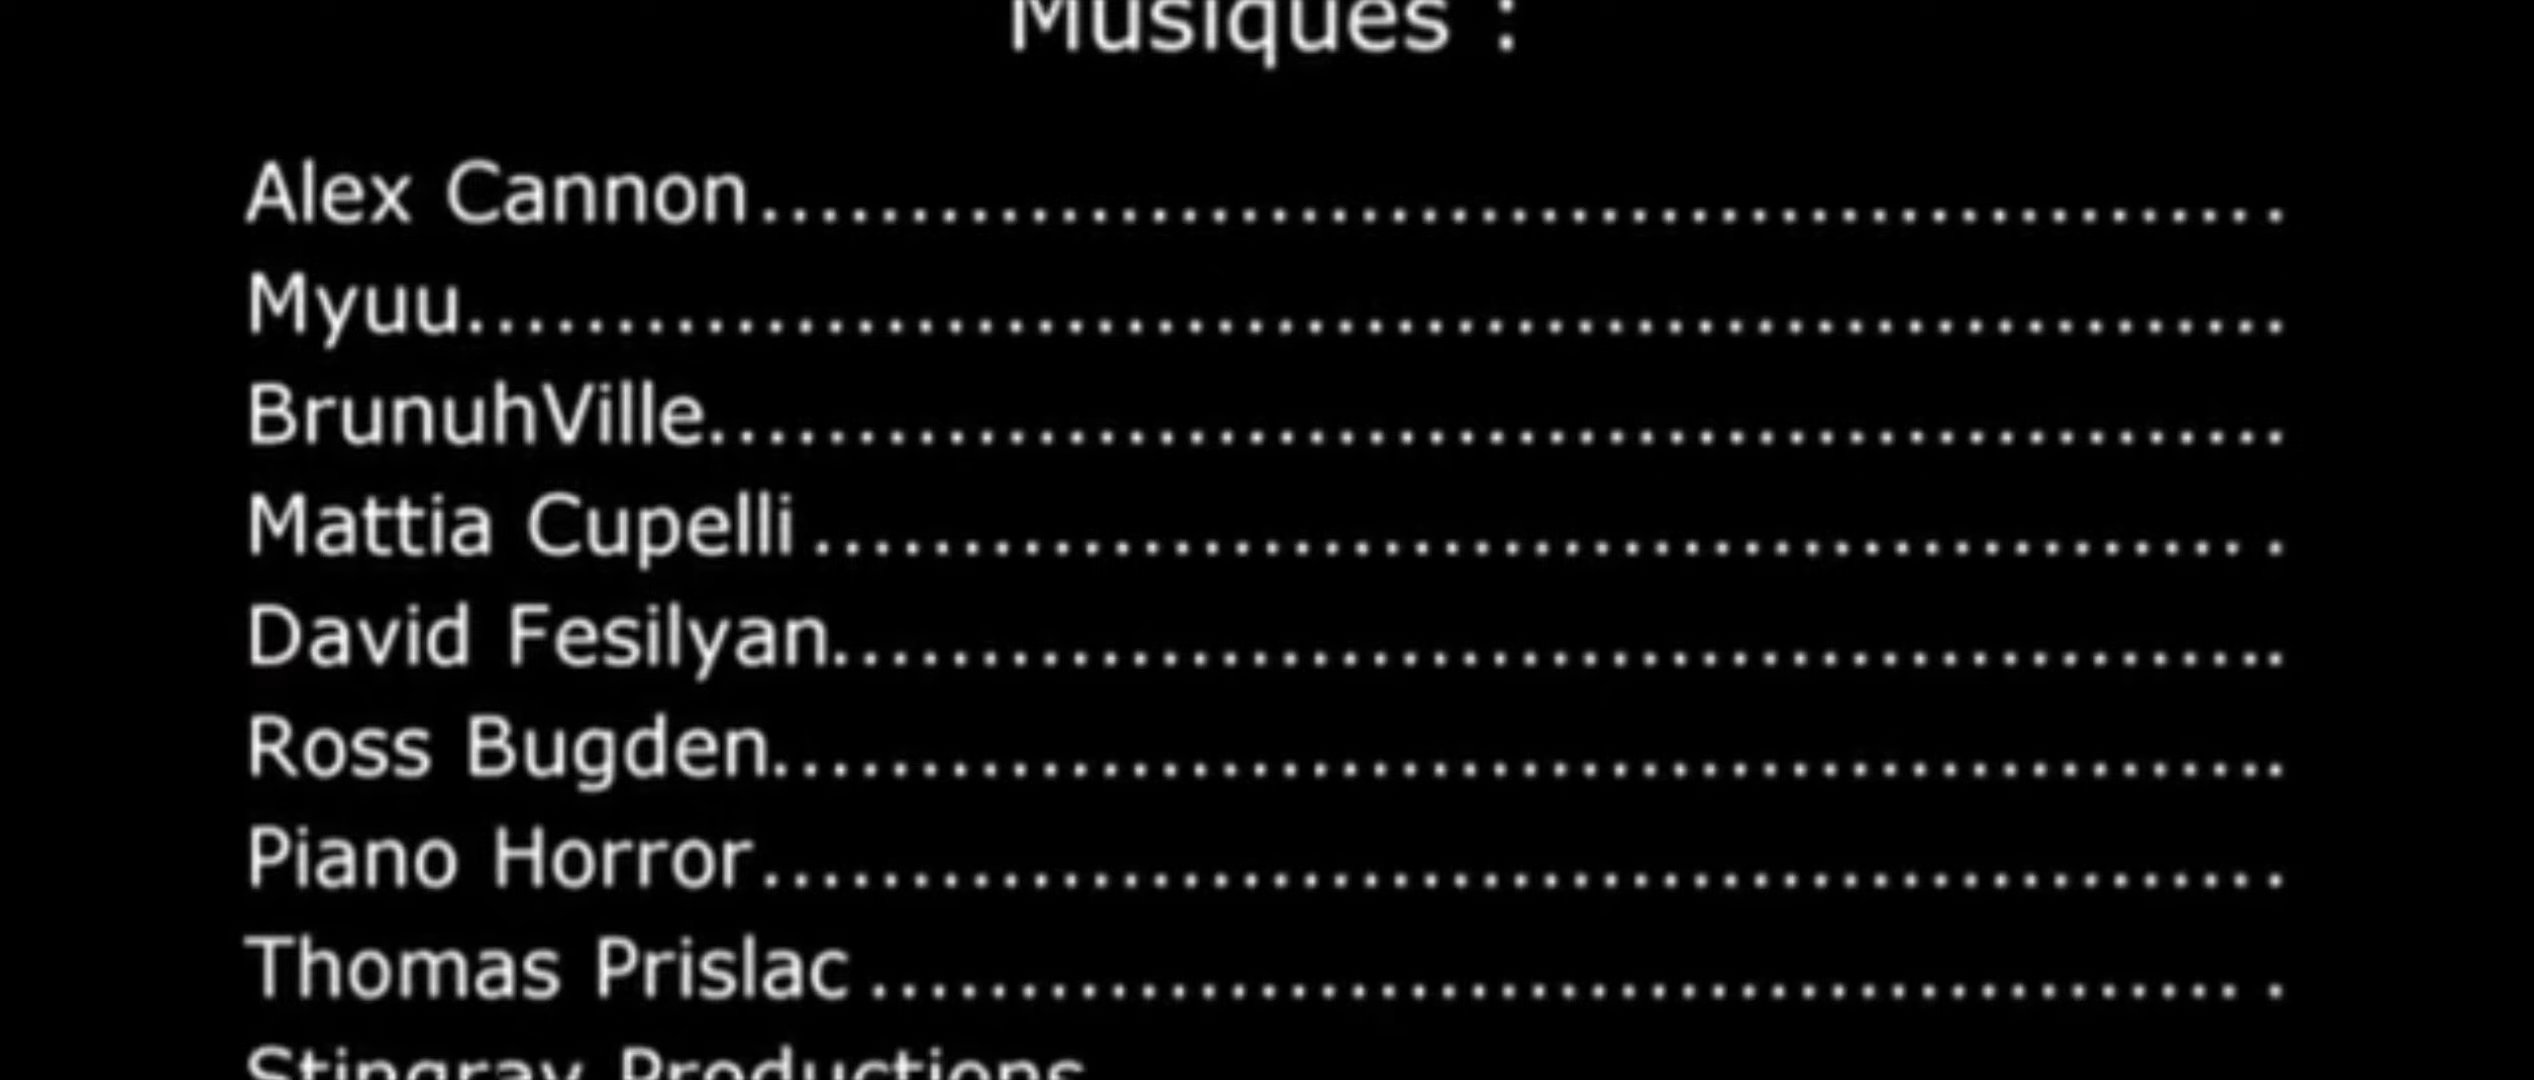 Musiques :
Alex Cannon...................................................
Myuu.............................................................
BrunuhVille.....................................................
Mattia Cupelli ................................................. .
David Fesilyan.................................................
Ross Bugden...................................................
Piano Horror...................................................
Thomas Prislac ............................................... .
Stingray Productions